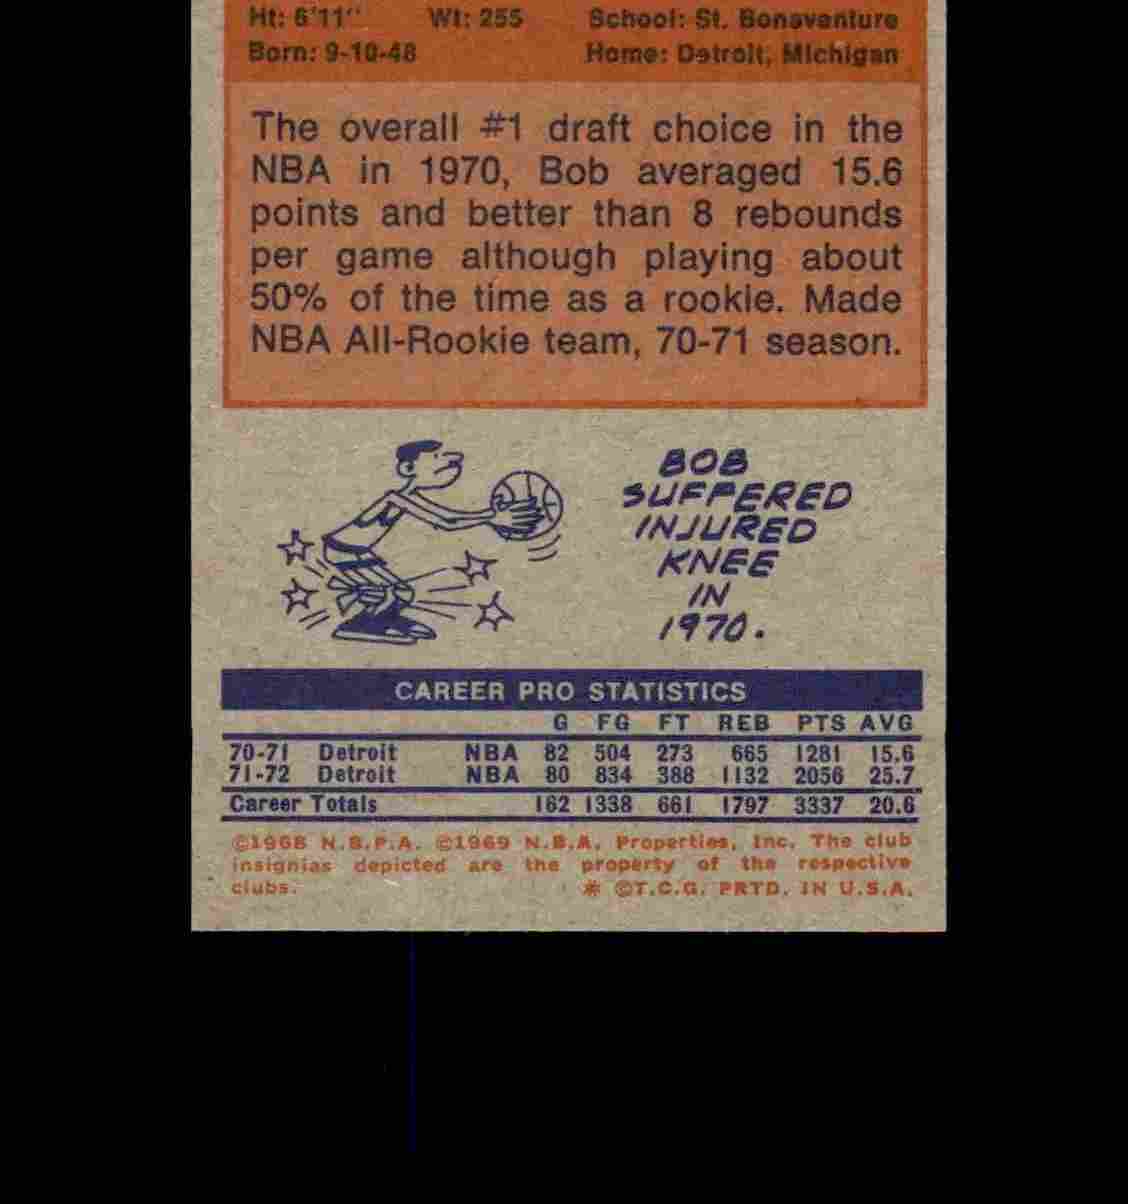 Ht: 6'11" Wt: 255 School: St. Bonaventure
Born: 9-10-48 Home: Detroit, Michigan
The overall #1 draft choice in the
NBA in 1970, Bob averaged 15.6
points and better than 8 rebounds
per game although playing about
50% of the time as a rookie. Made
NBA All-Rookie team, 70-71 season.
BOB
SUFFERED
INJURED
KNEE
IN
1970.
CAREER PRO STATISTICS
G FG FT REB PTS AVG
70-71 Detroit NBA 82 504 273 665 1281 15.6
71-72 Detroit NBA 80 834 388 1132 2056 25.7
Career Totals 162 1338 661 1797 3337 20.6
©1968 N.B.P.A. ©1969 N.B.A. Properties, Inc. The club
insignias depicted are the property of the respective
clubs. * ©T.C.G. PRTD. IN U.S.A.